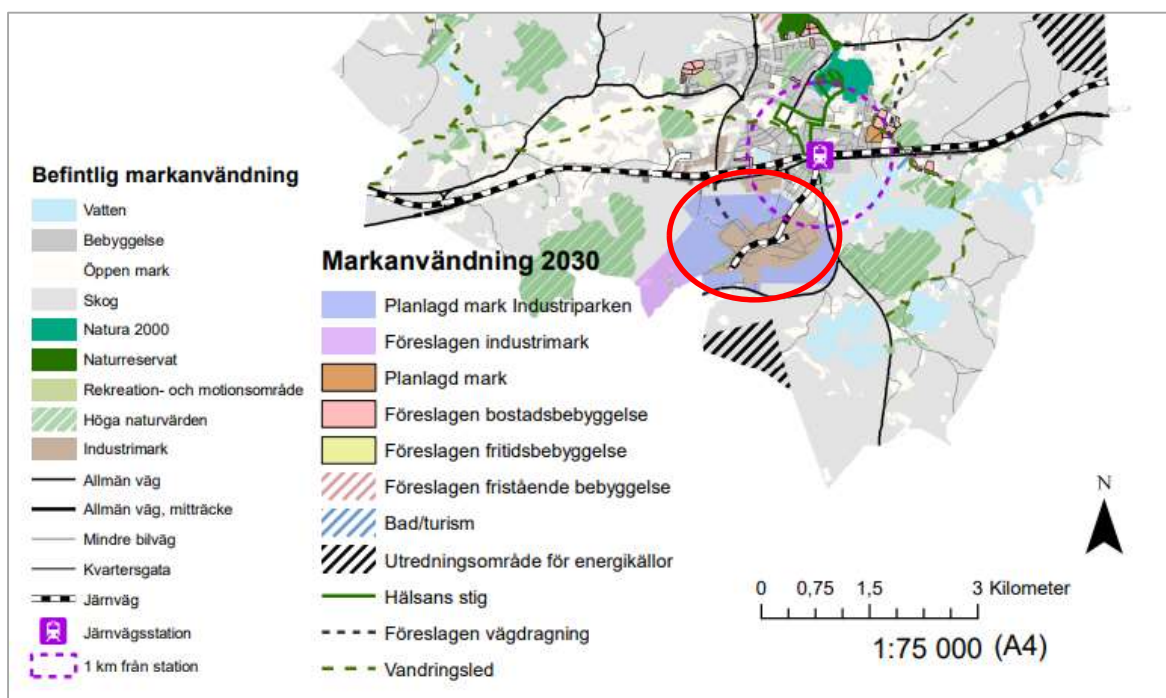 Befintlig markanvändning
Vatten
Bebyggelse
Öppen mark
Skog
Natura 2000
Naturreservat
Rekreation- och motionsområde
Höga naturvärden
Industrimark
Allmän väg
Allmän väg, mitträcke
Mindre bilväg
Kvartersgata
Järnväg
Järnvägsstation
1 km från station
Markanvändning 2030
Planlagd mark Industriparken
Föreslagen industrimark
Planlagd mark
Föreslagen bostadsbebyggelse
Föreslagen fritidsbebyggelse
Föreslagen fristående bebyggelse
Bad/turism
Utredningsområde för energikällor
Hälsans stig
Föreslagen vägdragning
Vandringsled
N
0 0,75 1,5 3 Kilometer
1:75 000 (A4)